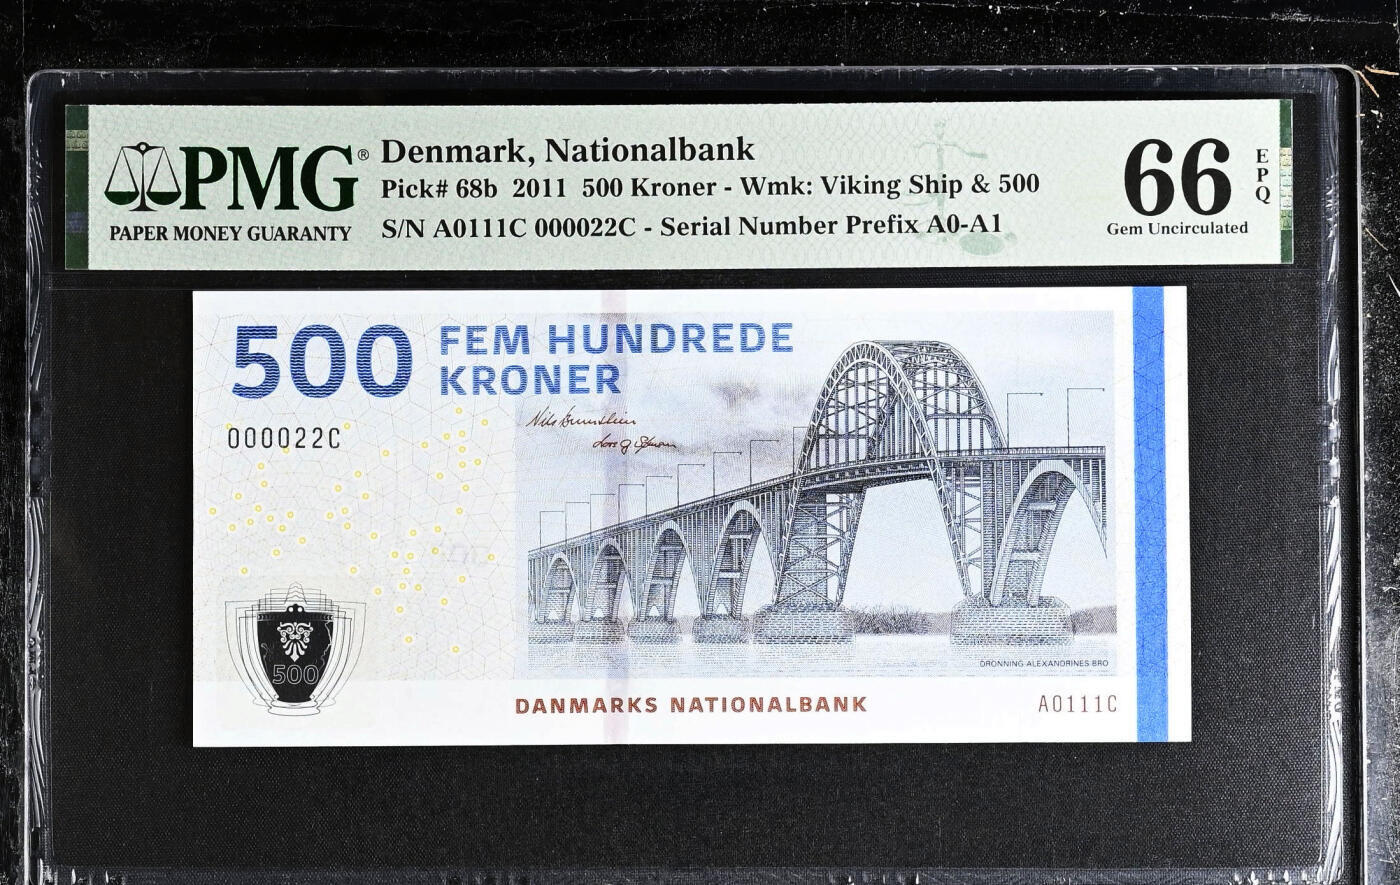 PMG®
PAPER MONEY GUARANTY
Denmark, Nationalbank
Pick# 68b 2011 500 Kroner - Wmk: Viking Ship & 500
S/N A0111C 000022C - Serial Number Prefix A0-A1
66
EPQ
Gem Uncirculated
500
FEM HUNDREDE
KRONER
000022C
500
DRONNING ALEXANDRINES BRO
DANMARKS NATIONALBANK
A0111C